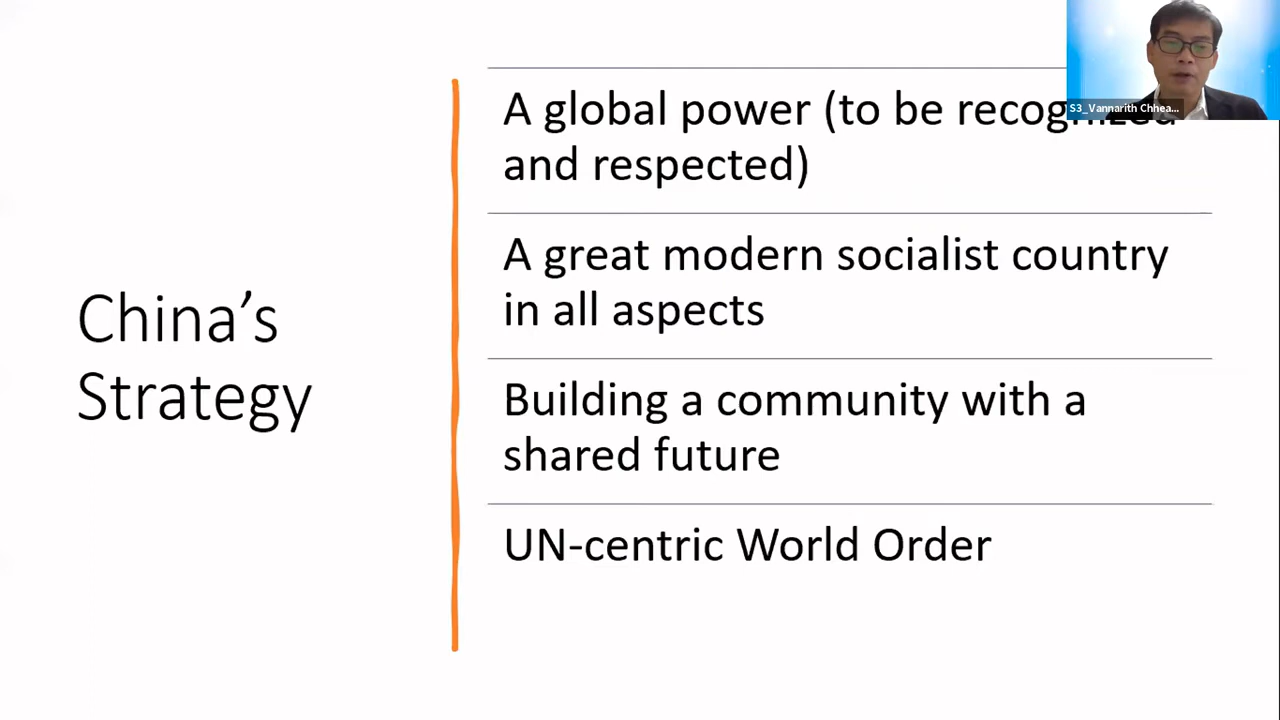 China’s
Strategy
A global power (to be recognized
and respected)
A great modern socialist country
in all aspects
Building a community with a
shared future
UN-centric World Order
S3_Vannarith Chhea...